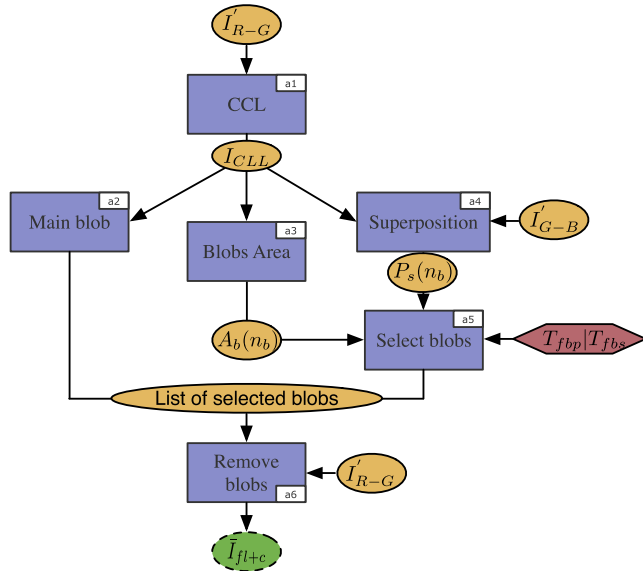 I'_{R-G}
a1
CCL
I_{CLL}
a2
Main blob
a3
Blobs Area
a4
Superposition
I'_{G-B}
P_s(n_b)
A_b(n_b)
a5
Select blobs
T_{fbp}|T_{fbs}
List of selected blobs
Remove
blobs
a6
I'_{R-G}
Ī_{fl+c}